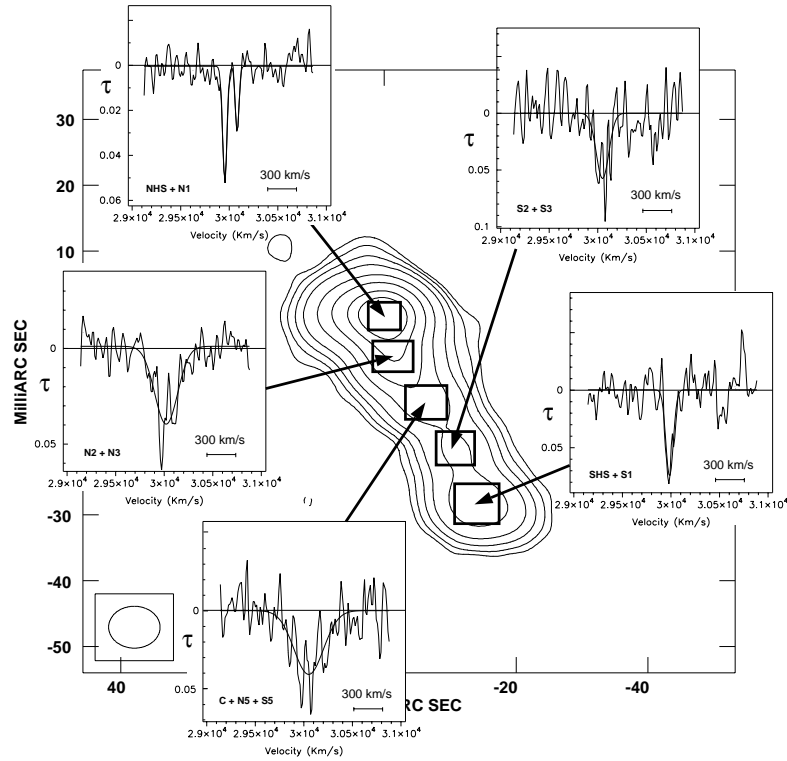 0
0.02
0.04
0.06
τ
NHS + N1
300 km/s
2.9×10⁴ 2.95×10⁴ 3×10⁴ 3.05×10⁴ 3.1×10⁴
Velocity (Km/s)
0
0.05
0.1
τ
S2 + S3
300 km/s
2.9×10⁴ 2.95×10⁴ 3×10⁴ 3.05×10⁴ 3.1×10⁴
Velocity (Km/s)
30
20
10
MilliARC SEC
0
0.05
τ
N2 + N3
300 km/s
2.9×10⁴ 2.95×10⁴ 3×10⁴ 3.05×10⁴ 3.1×10⁴
Velocity (Km/s)
0
0.05
τ
SHS + S1
300 km/s
2.9×10⁴ 2.95×10⁴ 3×10⁴ 3.05×10⁴ 3.1×10⁴
Velocity (Km/s)
-30
-40
-50
0
0.05
τ
C + N5 + S5
300 km/s
2.9×10⁴ 2.95×10⁴ 3×10⁴ 3.05×10⁴ 3.1×10⁴
Velocity (Km/s)
40 -20 -40
RC SEC